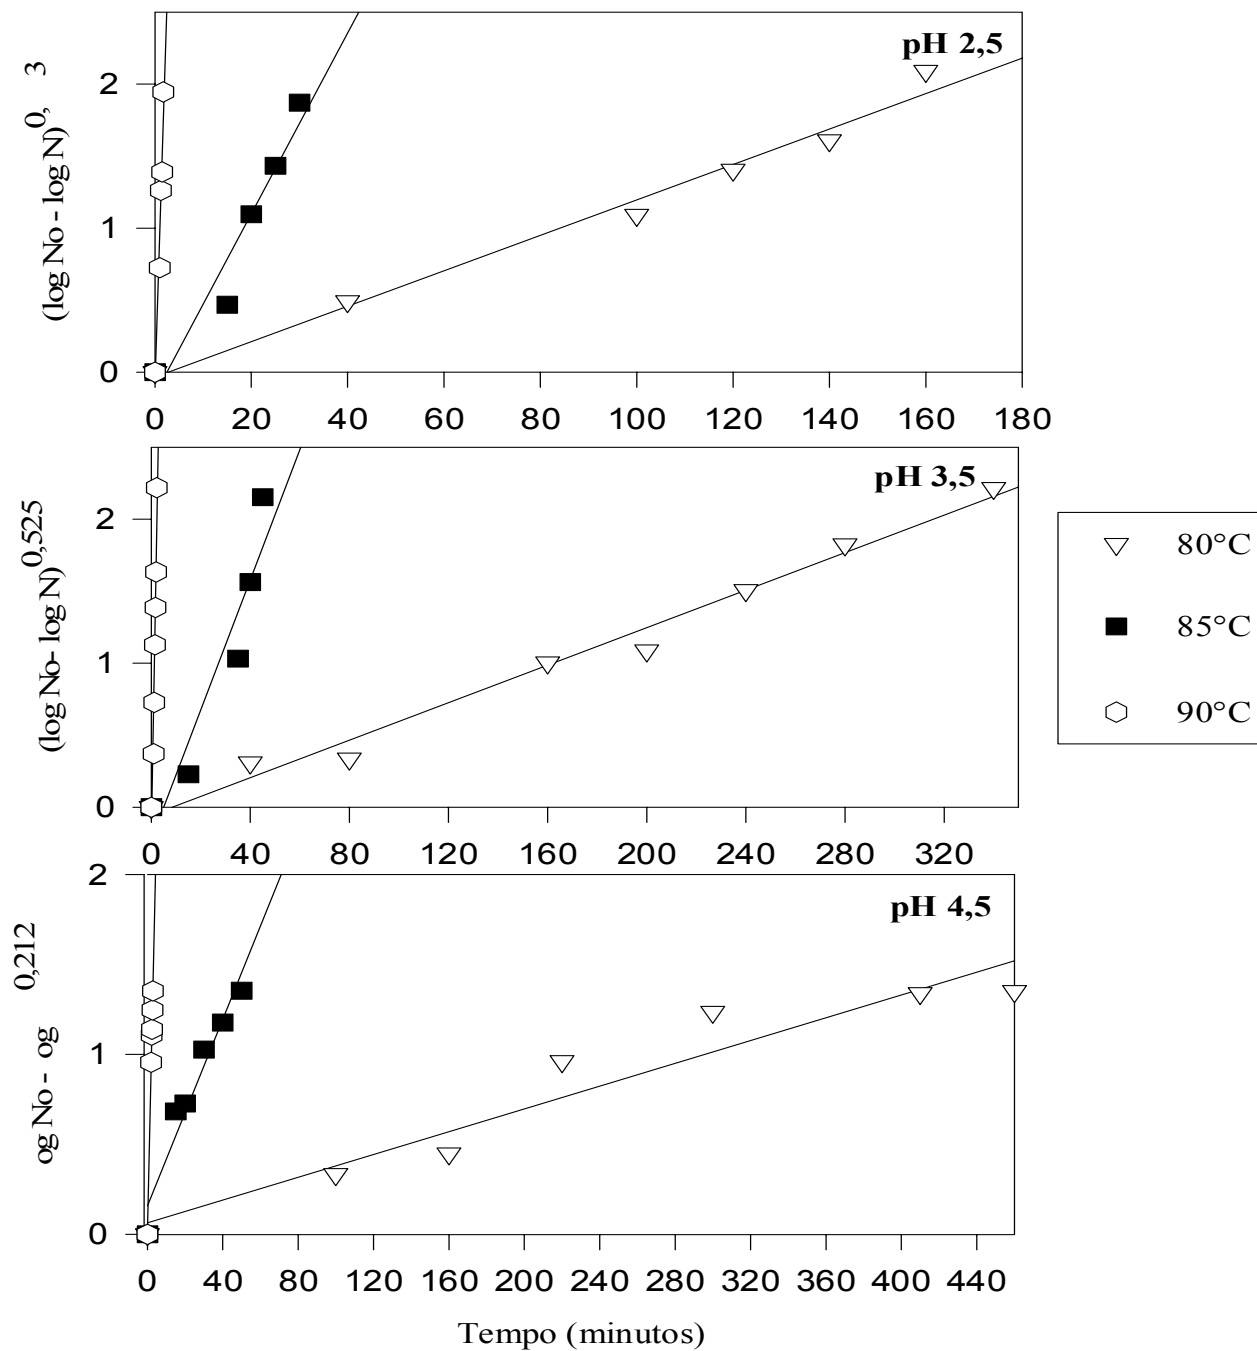 pH 2,5
(log No - log N)0, 3
2
1
0
0 20 40 60 80 100 120 140 160 180
pH 3,5
(log No- log N)0,525
2
1
0
0 40 80 120 160 200 240 280 320
80°C
85°C
90°C
pH 4,5
og No - og 0,212
2
1
0
0 40 80 120 160 200 240 280 320 360 400 440
Tempo (minutos)